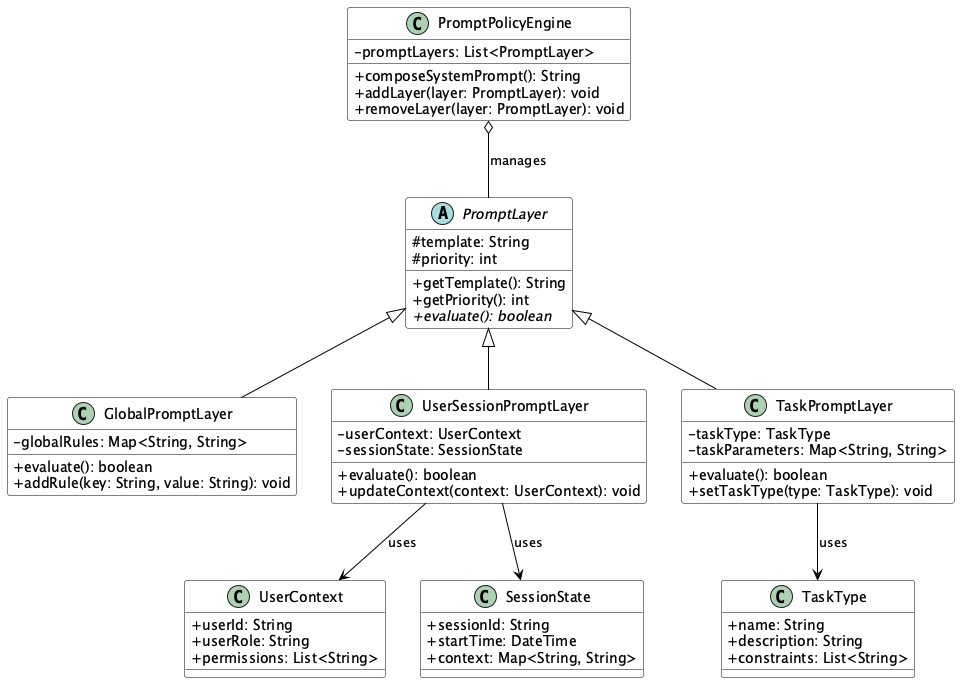 C PromptPolicyEngine
-promptLayers: List<PromptLayer>
+composeSystemPrompt(): String
+addLayer(layer: PromptLayer): void
+removeLayer(layer: PromptLayer): void
manages
A PromptLayer
#template: String
#priority: int
+getTemplate(): String
+getPriority(): int
+evaluate(): boolean
C GlobalPromptLayer
-globalRules: Map<String, String>
+evaluate(): boolean
+addRule(key: String, value: String): void
C UserSessionPromptLayer
-userContext: UserContext
-sessionState: SessionState
+evaluate(): boolean
+updateContext(context: UserContext): void
C TaskPromptLayer
-taskType: TaskType
-taskParameters: Map<String, String>
+evaluate(): boolean
+setTaskType(type: TaskType): void
uses
uses
uses
C UserContext
+userId: String
+userRole: String
+permissions: List<String>
C SessionState
+sessionId: String
+startTime: DateTime
+context: Map<String, String>
C TaskType
+name: String
+description: String
+constraints: List<String>